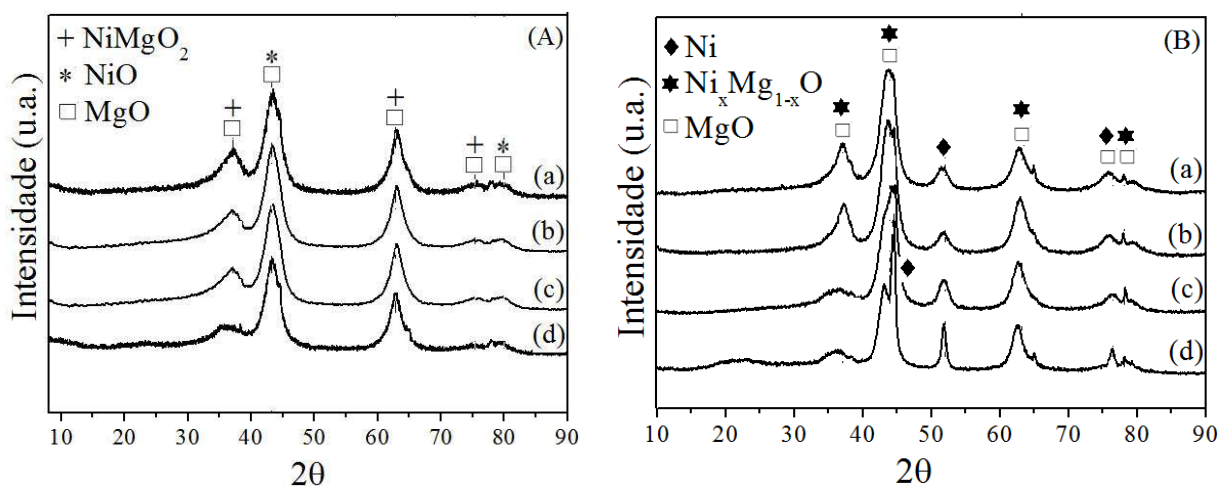 (A)
+ NiMgO₂
* NiO
□ MgO
Intensidade (u.a.)
(a)
(b)
(c)
(d)
10 20 30 40 50 60 70 80 90
2θ
(B)
♦ Ni
✶ NiₓMg₁₋ₓO
□ MgO
Intensidade (u.a.)
(a)
(b)
(c)
(d)
10 20 30 40 50 60 70 80 90
2θ